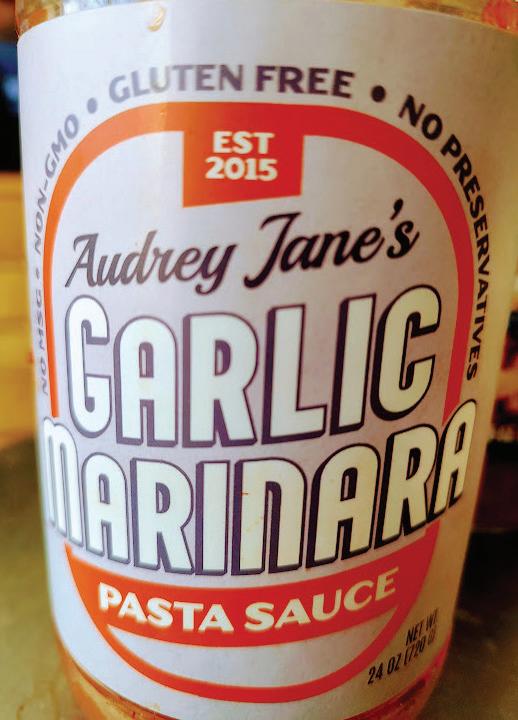 NO MSG • NON-GMO • GLUTEN FREE • NO PRESERVATIVES
EST
2015
Audrey Jane's
GARLIC
MARINARA
PASTA SAUCE
NET WT.
24 OZ (720 G)